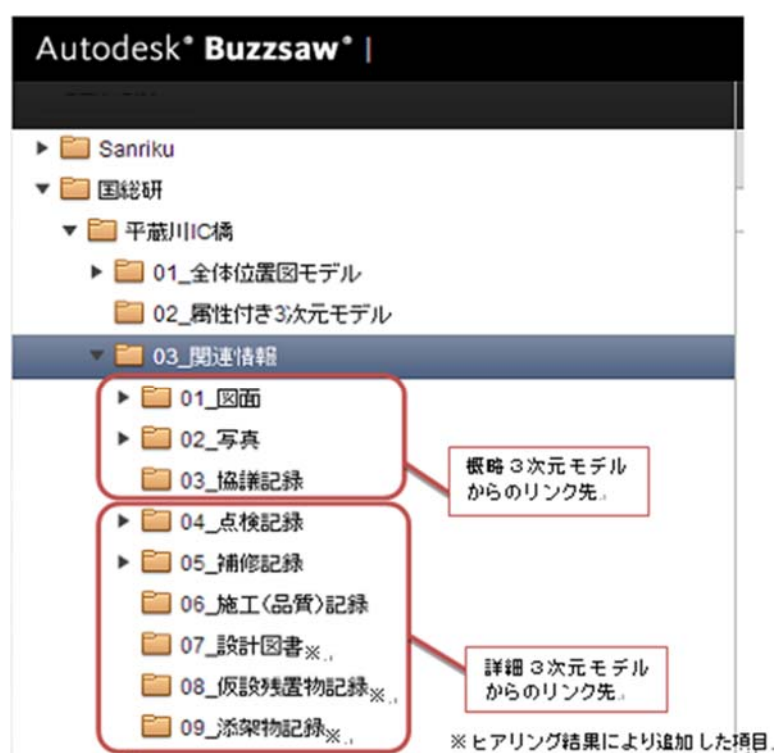 Autodesk® Buzzsaw® |
Sanriku
国総研
平蔵川IC橋
01_全体位置図モデル
02_属性付き3次元モデル
03_関連情報
01_図面
02_写真
03_協議記録
概略3次元モデル
からのリンク先
04_点検記録
05_補修記録
06_施工(品質)記録
07_設計図書※
08_仮設残置物記録※
09_添架物記録※
詳細3次元モデル
からのリンク先
※ヒアリング結果により追加した項目